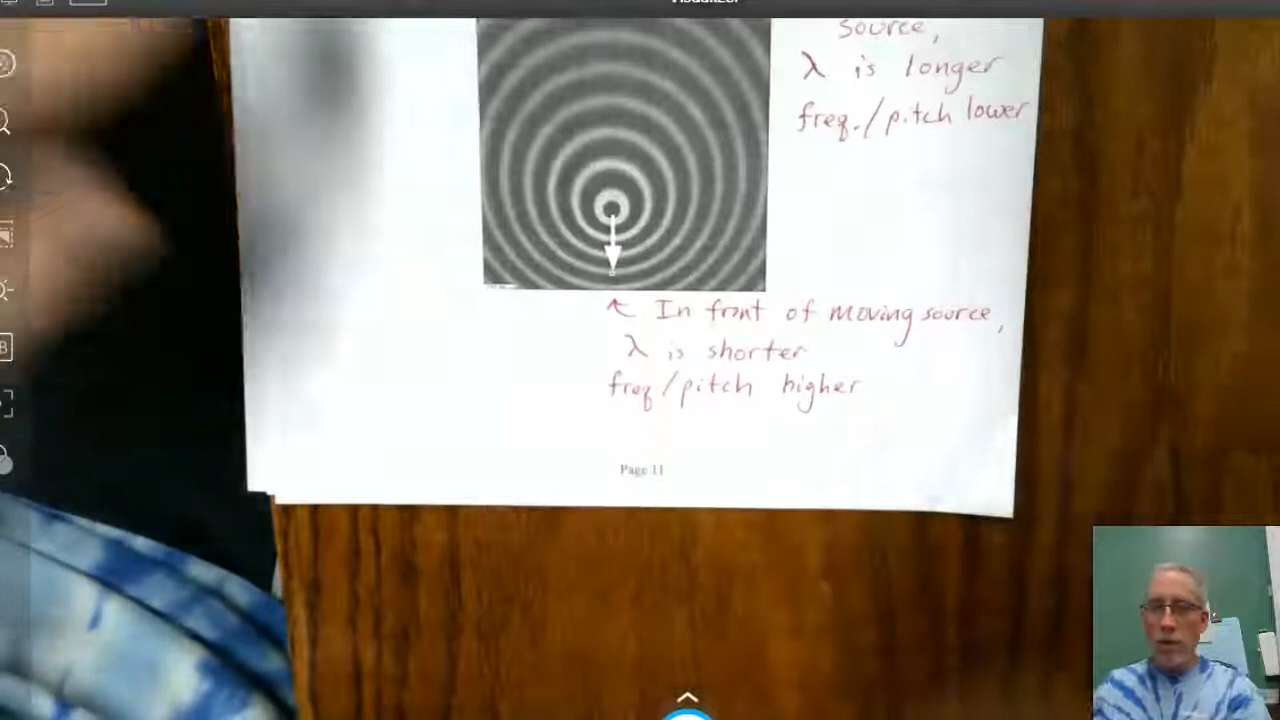 source,
λ is longer
freq./pitch lower
↖ In front of moving source,
λ is shorter
freq/pitch higher
Page 11